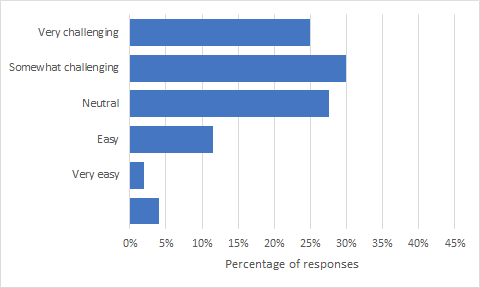 Very challenging
Somewhat challenging
Neutral
Easy
Very easy
0% 5% 10% 15% 20% 25% 30% 35% 40% 45%
Percentage of responses